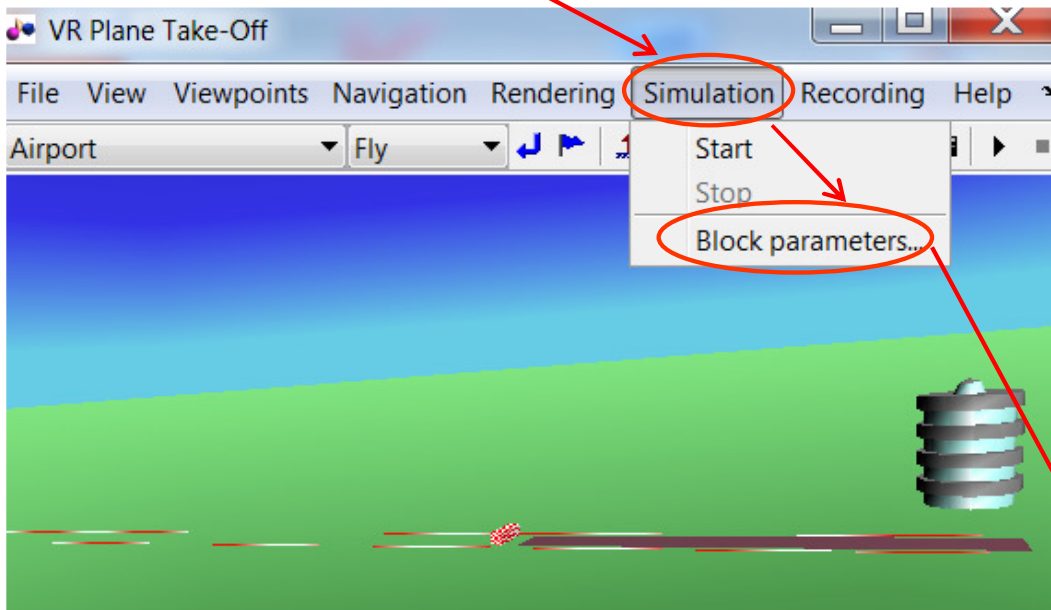 VR Plane Take-Off
File View Viewpoints Navigation Rendering Simulation Recording Help
Airport Fly
Start
Stop
Block parameters...